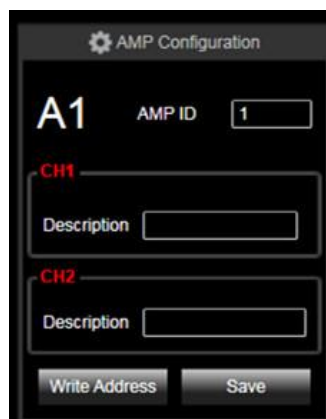 AMP Configuration
A1 AMP ID 1
CH1
Description
CH2
Description
Write Address Save